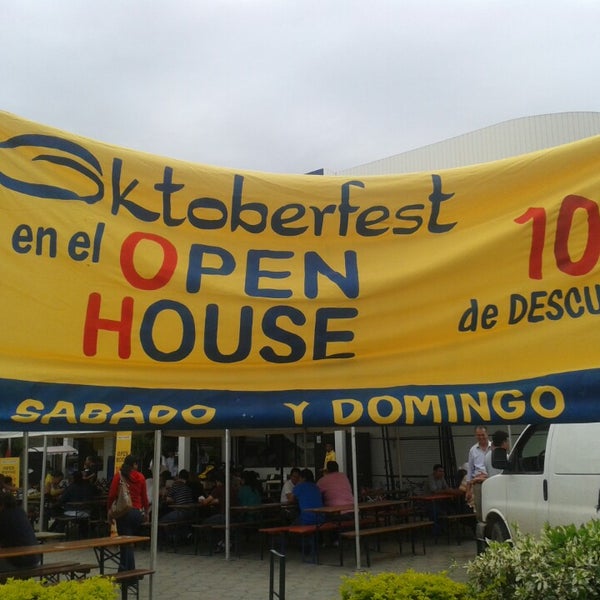 Oktoberfest
en el OPEN
HOUSE
10
de DESCU
SABADO Y DOMINGO